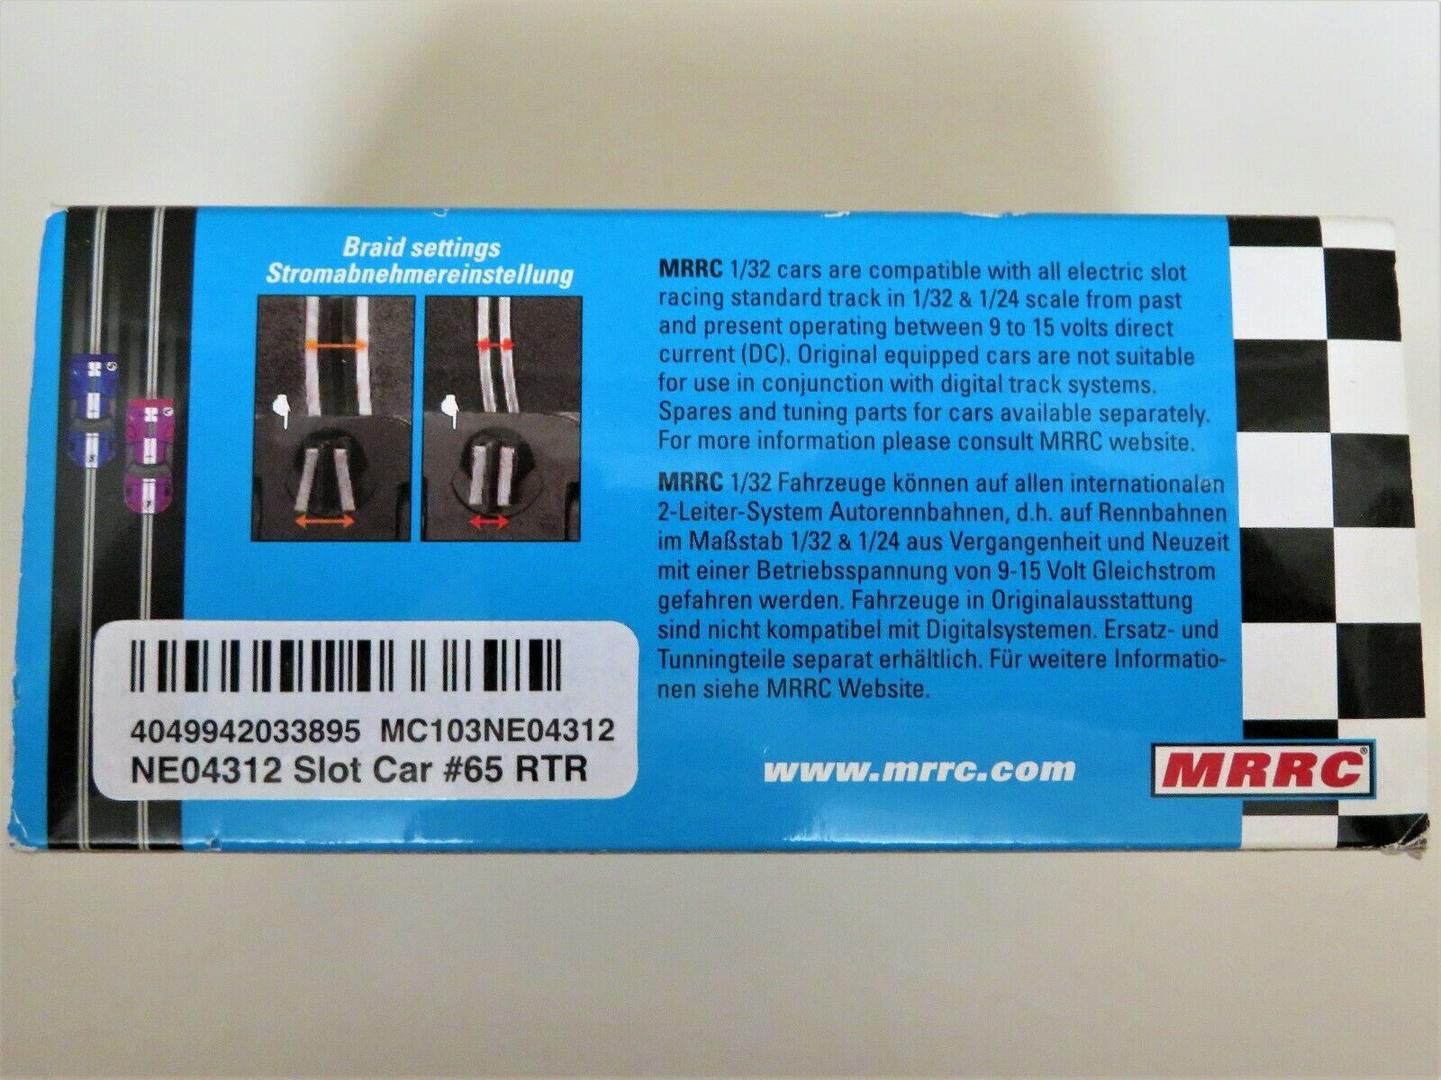 Braid settings
Stromabnehmereinstellung
MRRC 1/32 cars are compatible with all electric slot
racing standard track in 1/32 & 1/24 scale from past
and present operating between 9 to 15 volts direct
current (DC). Original equipped cars are not suitable
for use in conjunction with digital track systems.
Spares and tuning parts for cars available separately.
For more information please consult MRRC website.
MRRC 1/32 Fahrzeuge können auf allen internationalen
2-Leiter-System Autorennbahnen, d.h. auf Rennbahnen
im Maßstab 1/32 & 1/24 aus Vergangenheit und Neuzeit
mit einer Betriebsspannung von 9-15 Volt Gleichstrom
gefahren werden. Fahrzeuge in Originalausstattung
sind nicht kompatibel mit Digitalsystemen. Ersatz- und
Tunningteile separat erhältlich. Für weitere Informatio-
nen siehe MRRC Website.
4049942033895 MC103NE04312
NE04312 Slot Car #65 RTR
www.mrrc.com
MRRC®